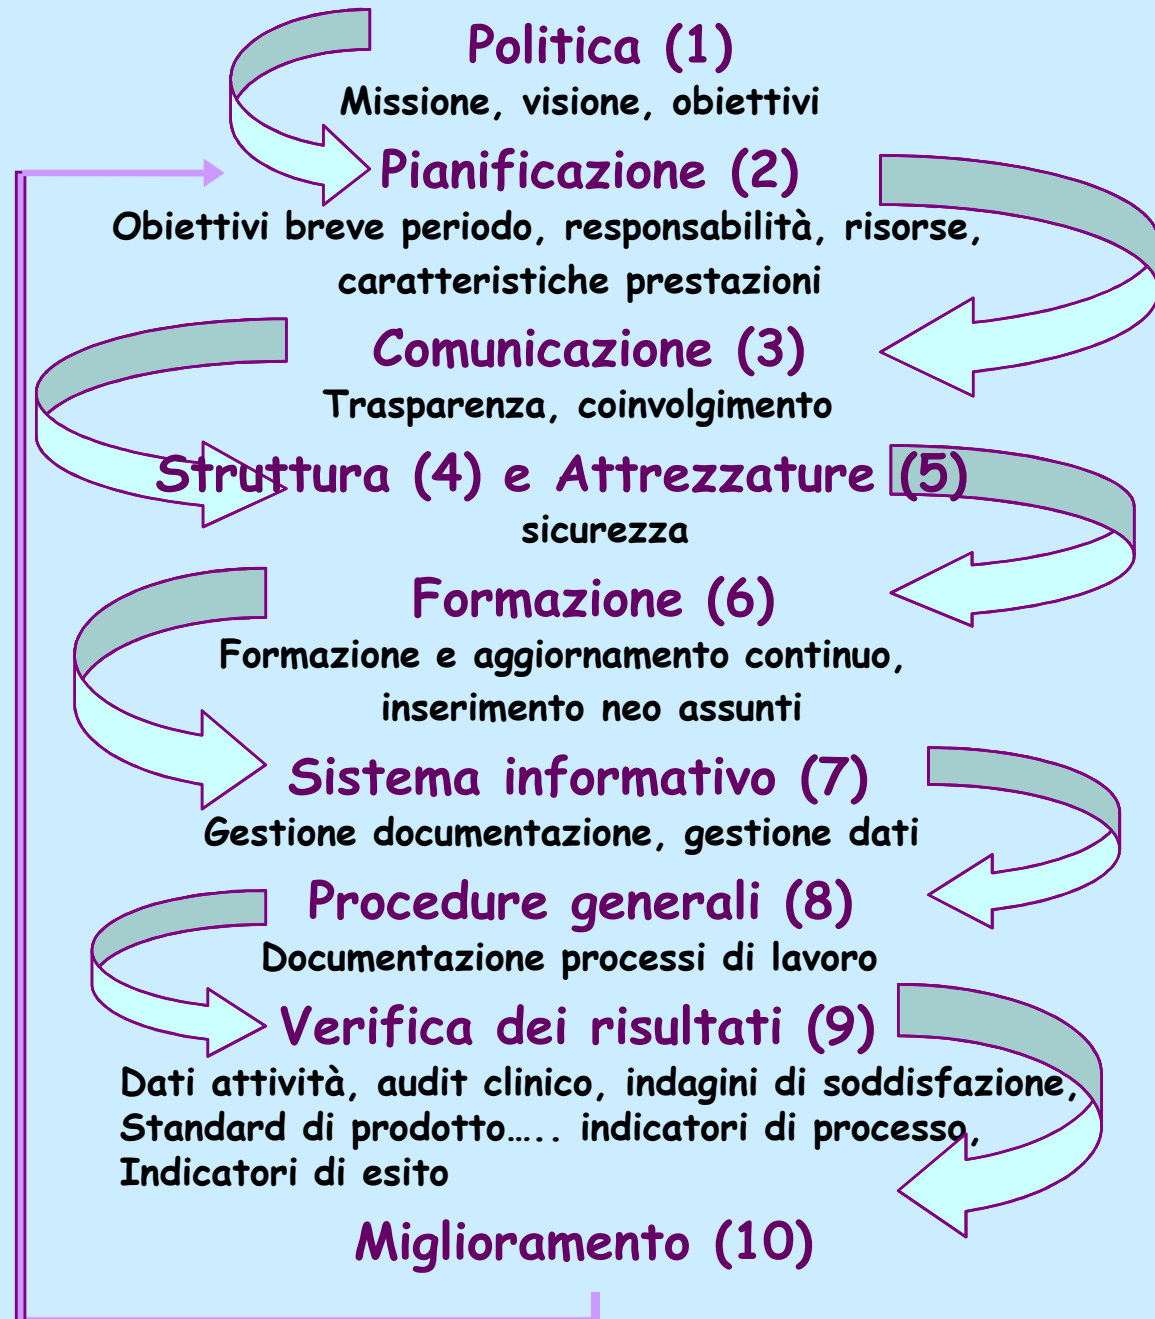 Politica (1)
Missione, visione, obiettivi
Pianificazione (2)
Obiettivi breve periodo, responsabilità, risorse,
caratteristiche prestazioni
Comunicazione (3)
Trasparenza, coinvolgimento
Struttura (4) e Attrezzature (5)
sicurezza
Formazione (6)
Formazione e aggiornamento continuo,
inserimento neo assunti
Sistema informativo (7)
Gestione documentazione, gestione dati
Procedure generali (8)
Documentazione processi di lavoro
Verifica dei risultati (9)
Dati attività, audit clinico, indagini di soddisfazione,
Standard di prodotto….. indicatori di processo,
Indicatori di esito
Miglioramento (10)